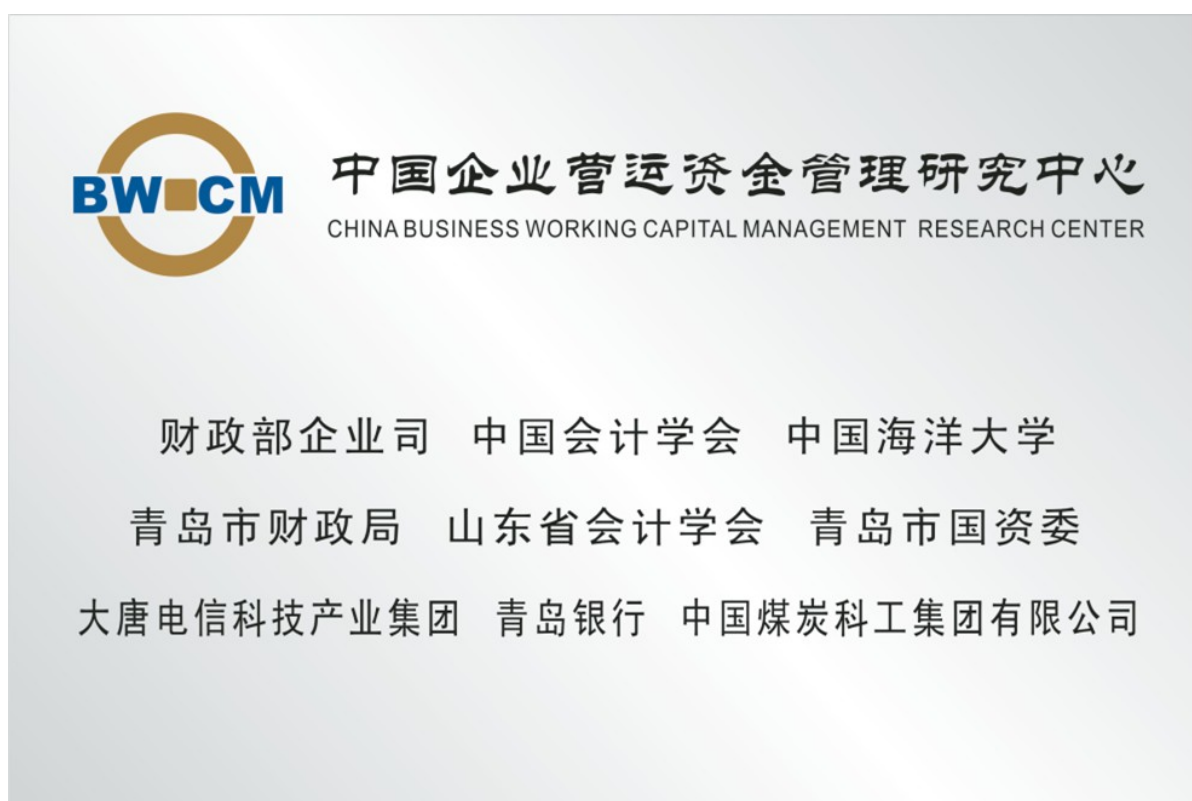 BW CM
中国企业营运资金管理研究中心
CHINA BUSINESS WORKING CAPITAL MANAGEMENT RESEARCH CENTER
财政部企业司 中国会计学会 中国海洋大学
青岛市财政局 山东省会计学会 青岛市国资委
大唐电信科技产业集团 青岛银行 中国煤炭科工集团有限公司